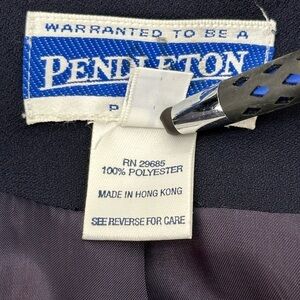 WARRANTED TO BE A
PENDLETON
P
RN 29685
100% POLYESTER
MADE IN HONG KONG
SEE REVERSE FOR CARE